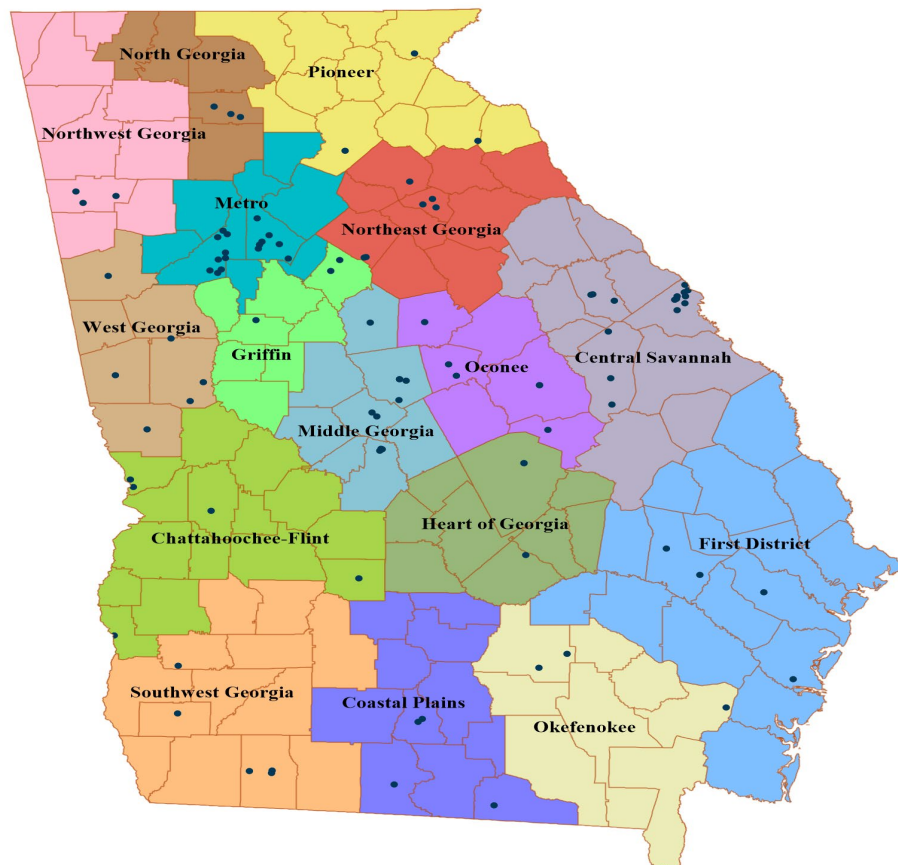 North Georgia
Pioneer
Northwest Georgia
Metro
Northeast Georgia
West Georgia
Griffin
Oconee
Central Savannah
Middle Georgia
Heart of Georgia
Chattahoochee-Flint
First District
Southwest Georgia
Coastal Plains
Okefenokee